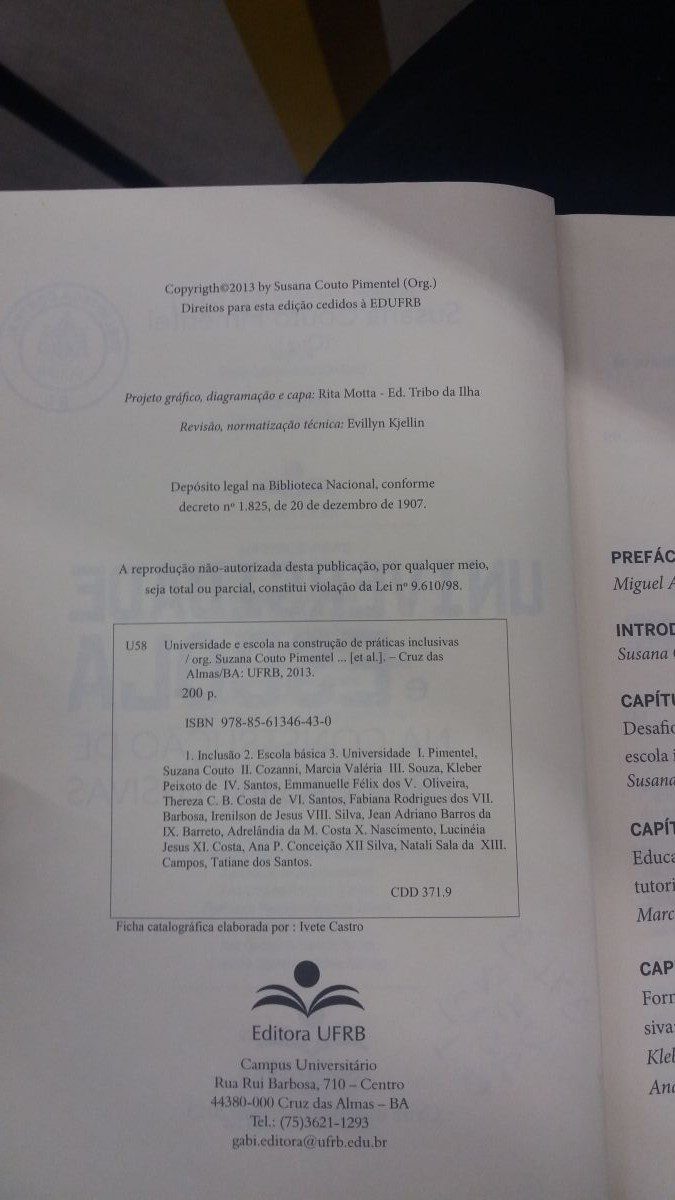 Copyrigth©2013 by Susana Couto Pimentel (Org.)
Direitos para esta edição cedidos à EDUFRB
Projeto gráfico, diagramação e capa: Rita Motta - Ed. Tribo da Ilha
Revisão, normatização técnica: Evillyn Kjellin
Depósito legal na Biblioteca Nacional, conforme
decreto nº 1.825, de 20 de dezembro de 1907.
A reprodução não-autorizada desta publicação, por qualquer meio,
seja total ou parcial, constitui violação da Lei nº 9.610/98.
U58 Universidade e escola na construção de práticas inclusivas
/ org. Suzana Couto Pimentel ... [et al.]. – Cruz das
Almas/BA: UFRB, 2013.
200 p.
ISBN 978-85-61346-43-0
1. Inclusão 2. Escola básica 3. Universidade I. Pimentel,
Suzana Couto II. Cozanni, Marcia Valéria III. Souza, Kleber
Peixoto de IV. Santos, Emmanuelle Félix dos V. Oliveira,
Thereza C. B. Costa de VI. Santos, Fabiana Rodrigues dos VII.
Barbosa, Irenilson de Jesus VIII. Silva, Jean Adriano Barros da
IX. Barreto, Adrelândia da M. Costa X. Nascimento, Lucinéia
Jesus XI. Costa, Ana P. Conceição XII Silva, Natali Sala da XIII.
Campos, Tatiane dos Santos.
CDD 371.9
Ficha catalográfica elaborada por : Ivete Castro
Editora UFRB
Campus Universitário
Rua Rui Barbosa, 710 – Centro
44380-000 Cruz das Almas – BA
Tel.: (75)3621-1293
gabi.editora@ufrb.edu.br
PREFÁC
Miguel A
INTROD
Susana
CAPÍTU
Desafio
escola i
Susana
CAPÍT
Educa
tutori
Marc
CAP
Forr
siva
Kleb
And